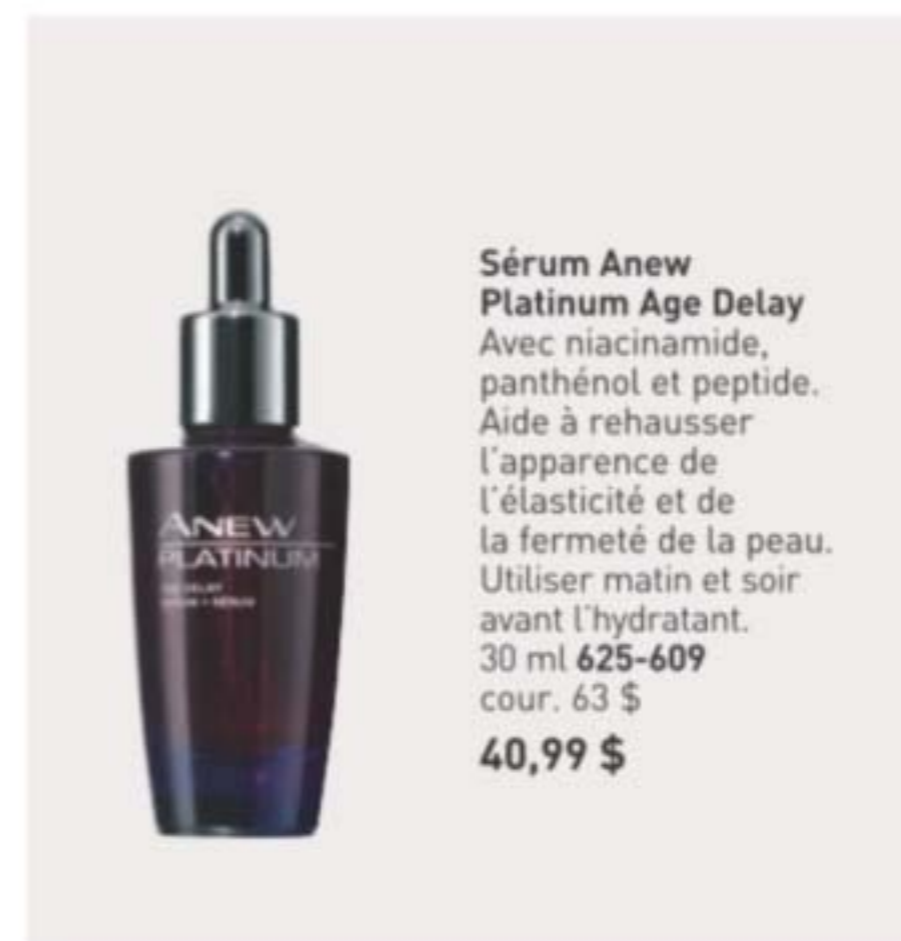 ANEW
PLATINUM
Sérum Anew
Platinum Age Delay
Avec niacinamide,
panthénol et peptide.
Aide à rehausser
l'apparence de
l'élasticité et de
la fermeté de la peau.
Utiliser matin et soir
avant l'hydratant.
30 ml 625-609
cour. 63 $
40,99 $